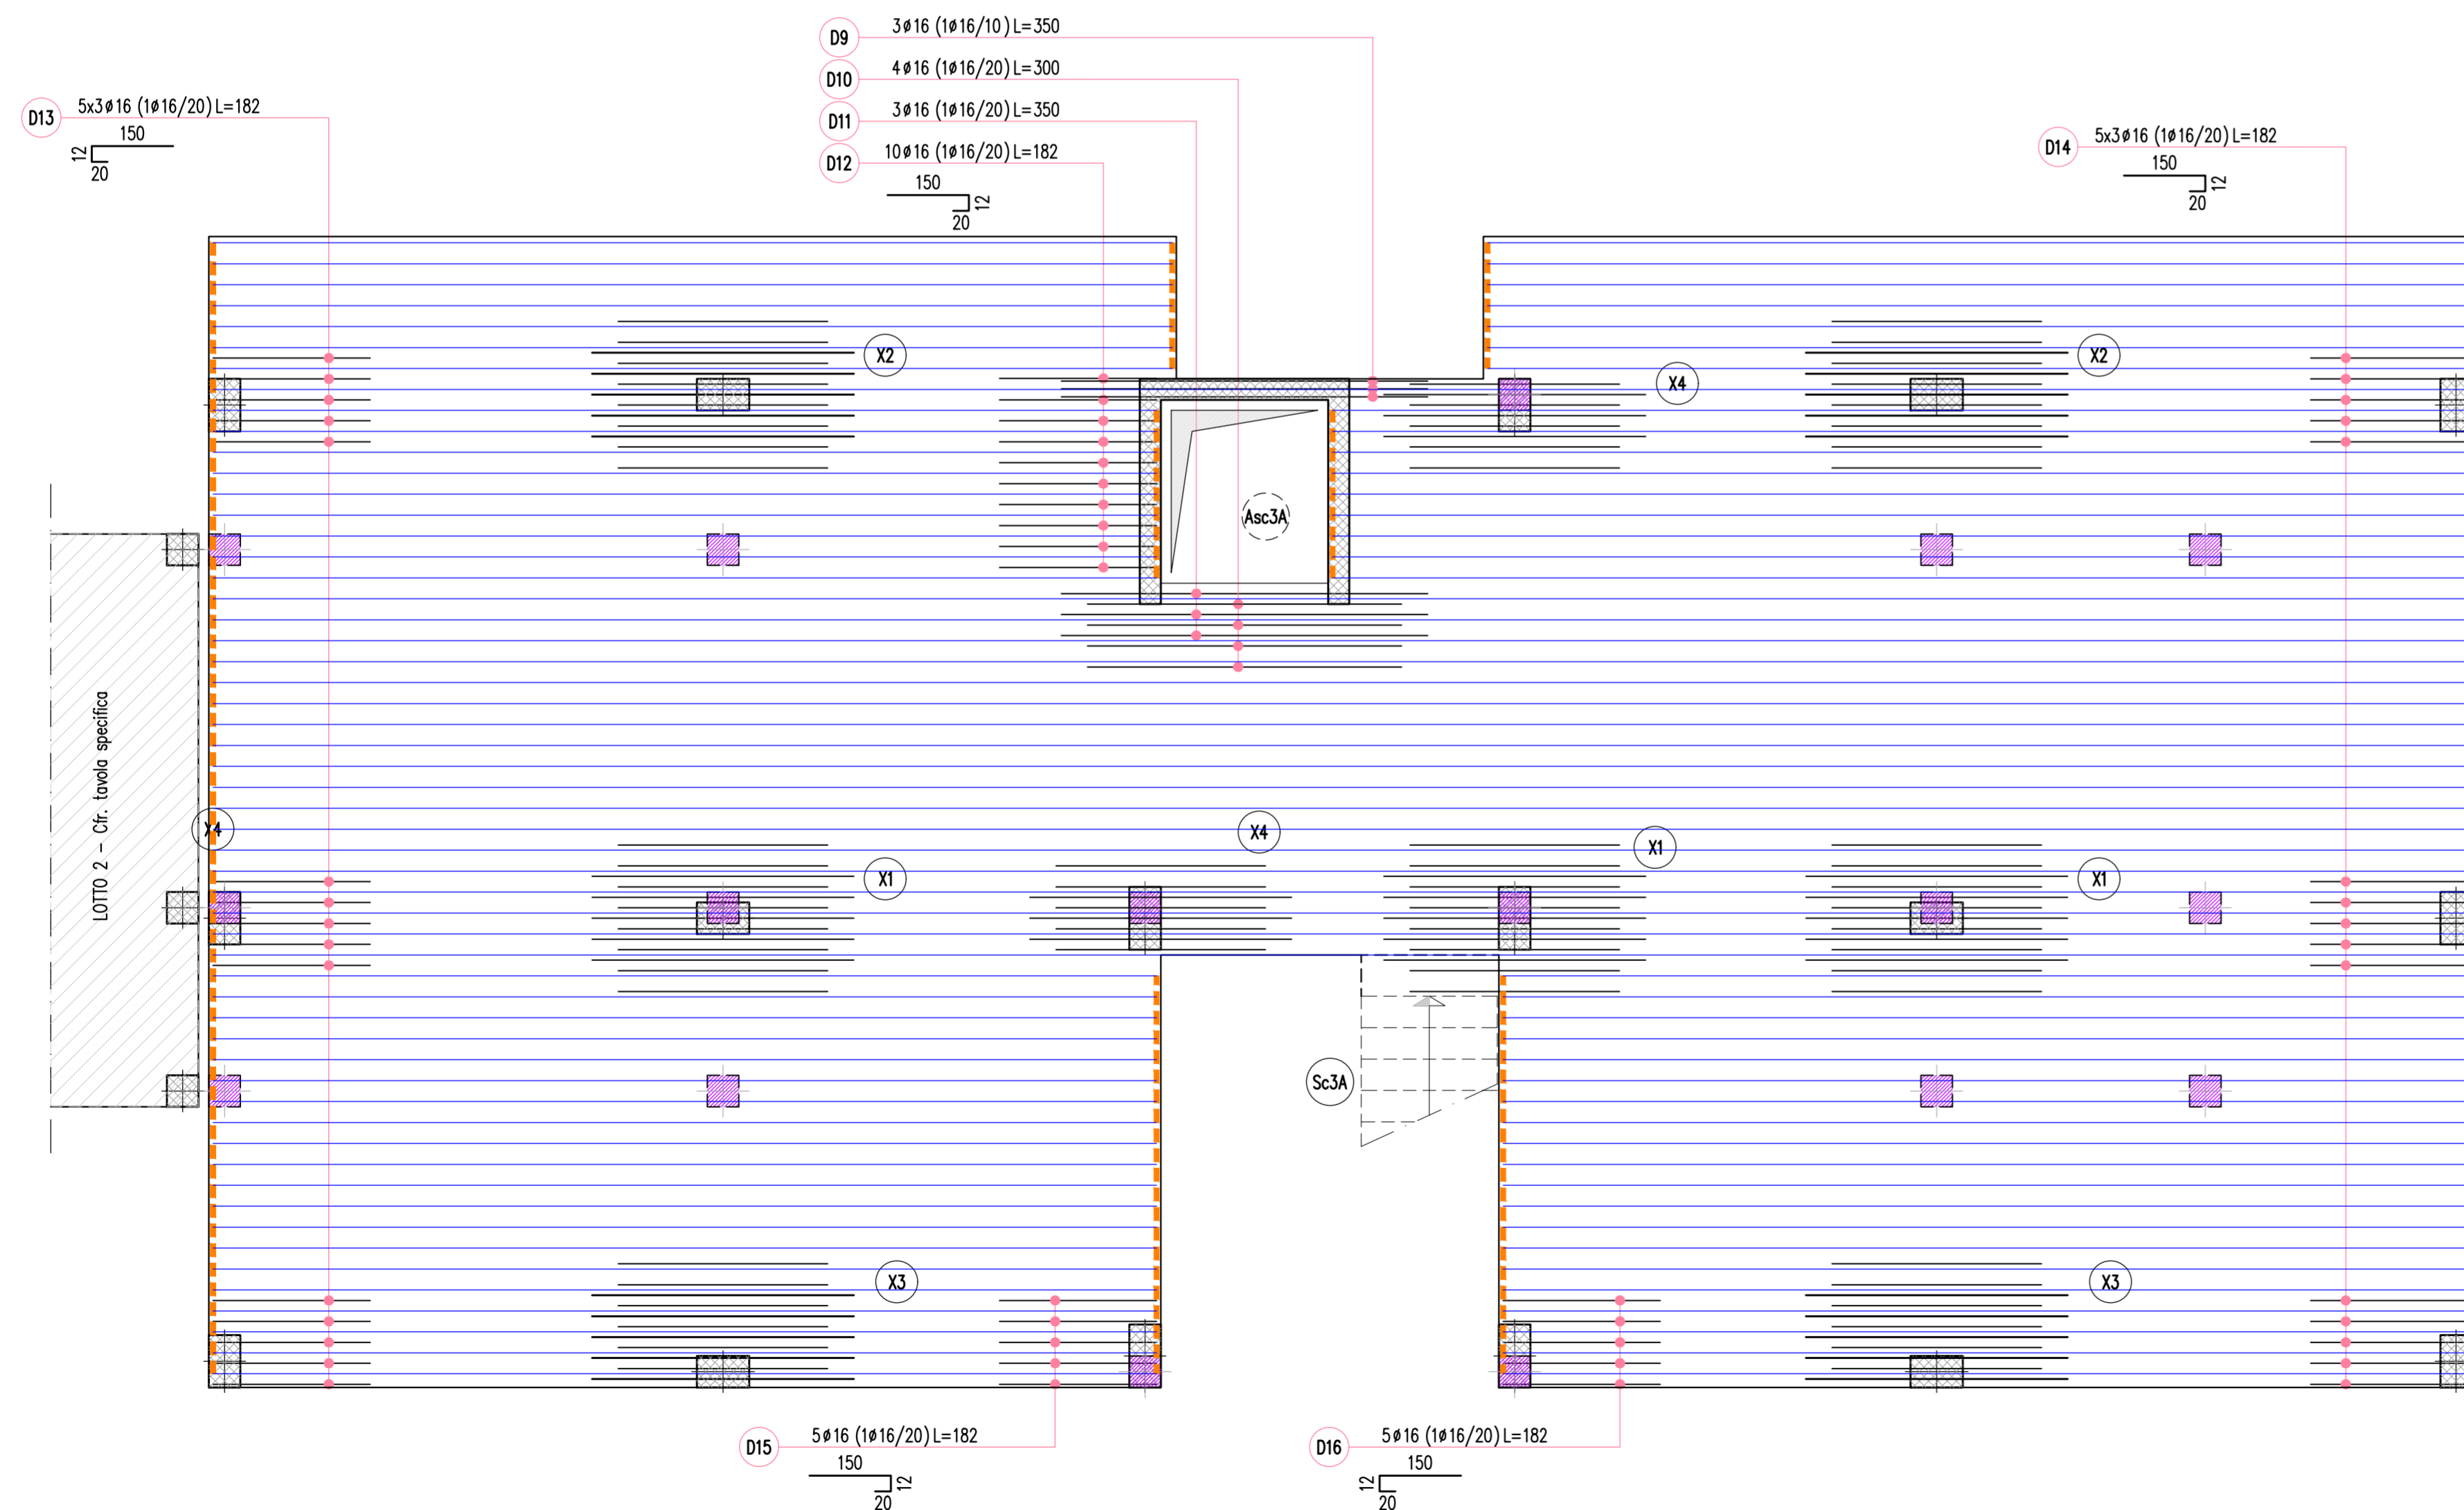 D9 3ø16 (1ø16/10) L=350
D10 4ø16 (1ø16/20) L=300
D11 3ø16 (1ø16/20) L=350
D12 10ø16 (1ø16/20) L=182
150
12
20
D13 5x3ø16 (1ø16/20) L=182
150
12
20
D14 5x3ø16 (1ø16/20) L=182
150
12
20
X2
X4
X2
Asc3A
LOTTO 2 - Cfr. tavola specifica
X4
X4
X1
X1
X1
Sc3A
X3
X3
D15 5ø16 (1ø16/20) L=182
150
12
20
D16 5ø16 (1ø16/20) L=182
150
12
20